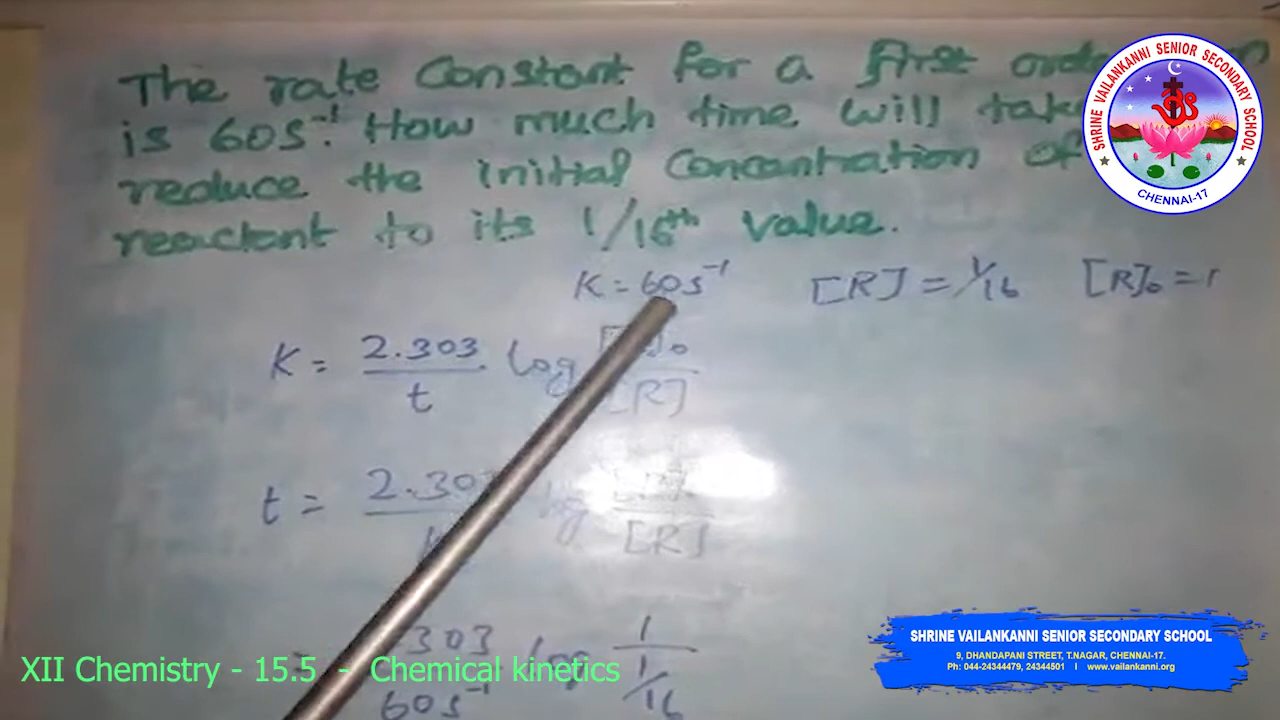 The rate Constant for a first
is 60S⁻¹. How much time will take
reduce the initial Concentration of
reactant to its 1/16th value.
K = 60s⁻¹ [R] = 1/16 [R]₀ = 1
K = 2.303 / t log [R]₀ / [R]
t = 2.303 / log / [R]
303 / 60s⁻¹ log 1 / 1/16
SHRINE VAILANKANNI SENIOR SECONDARY SCHOOL
CHENNAI-17
XII Chemistry - 15.5 - Chemical kinetics
SHRINE VAILANKANNI SENIOR SECONDARY SCHOOL
9, DHANDAPANI STREET, T.NAGAR, CHENNAI-17.
Ph: 044-24344479, 24344501 I www.vailankanni.org